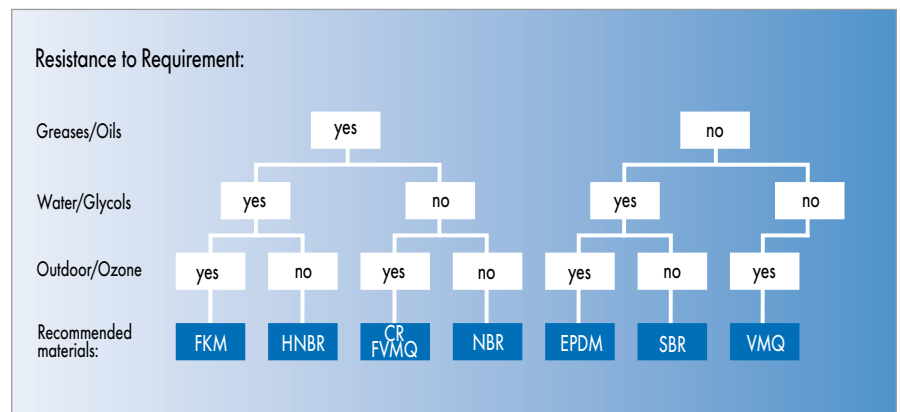 Resistance to Requirement:
Greases/Oils
yes
no
Water/Glycols
yes
no
yes
no
Outdoor/Ozone
yes
no
yes
no
yes
no
yes
Recommended
materials:
FKM
HNBR
CR
FVMQ
NBR
EPDM
SBR
VMQ